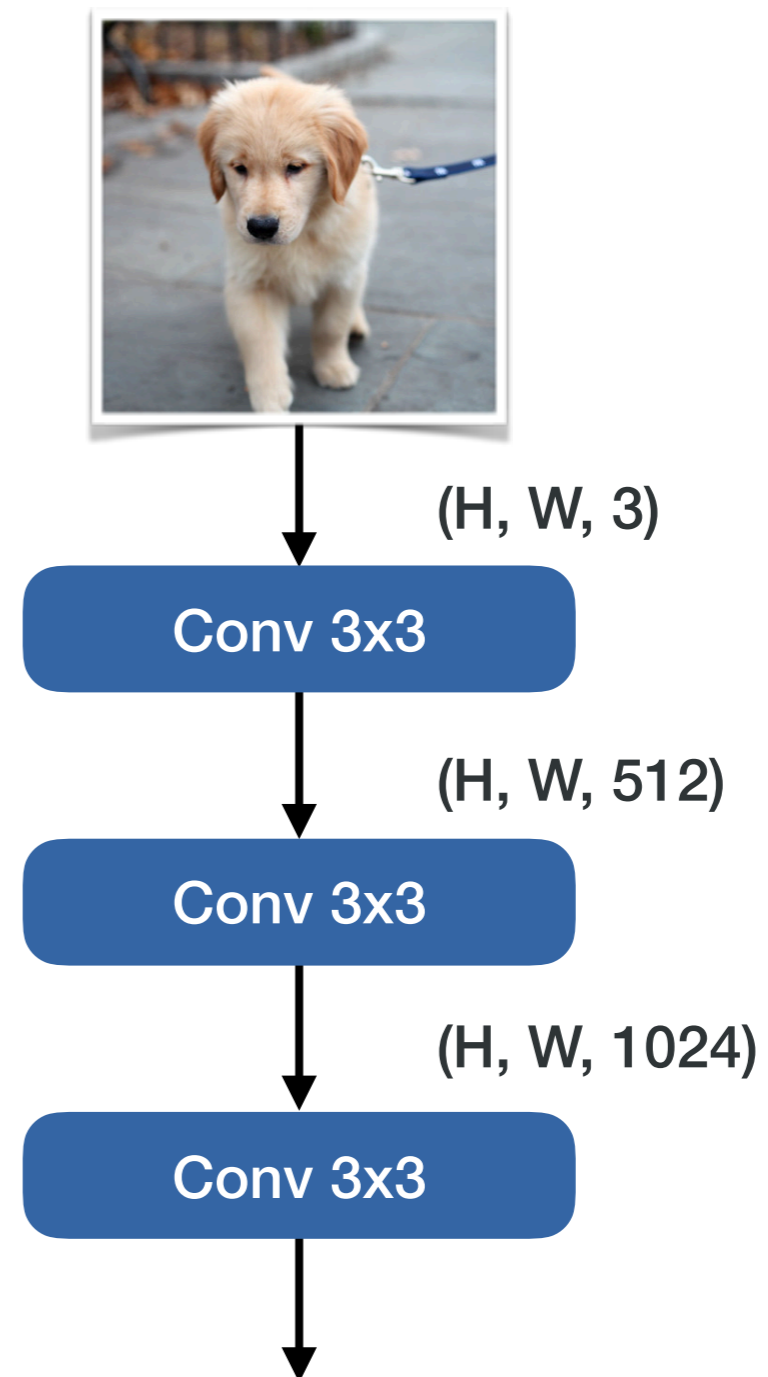 (H, W, 3)
Conv 3x3
(H, W, 512)
Conv 3x3
(H, W, 1024)
Conv 3x3